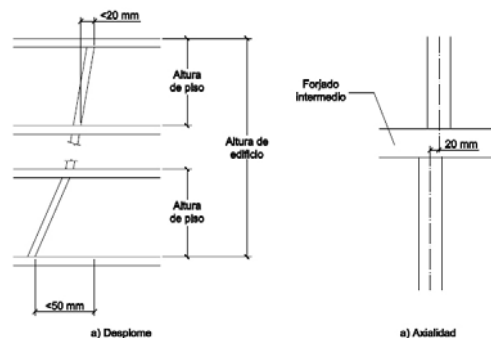 <20 mm
Altura
de piso
Altura de
edificio
Altura
de piso
<50 mm
a) Desplome
Forjado
intermedio
20 mm
a) Axialidad